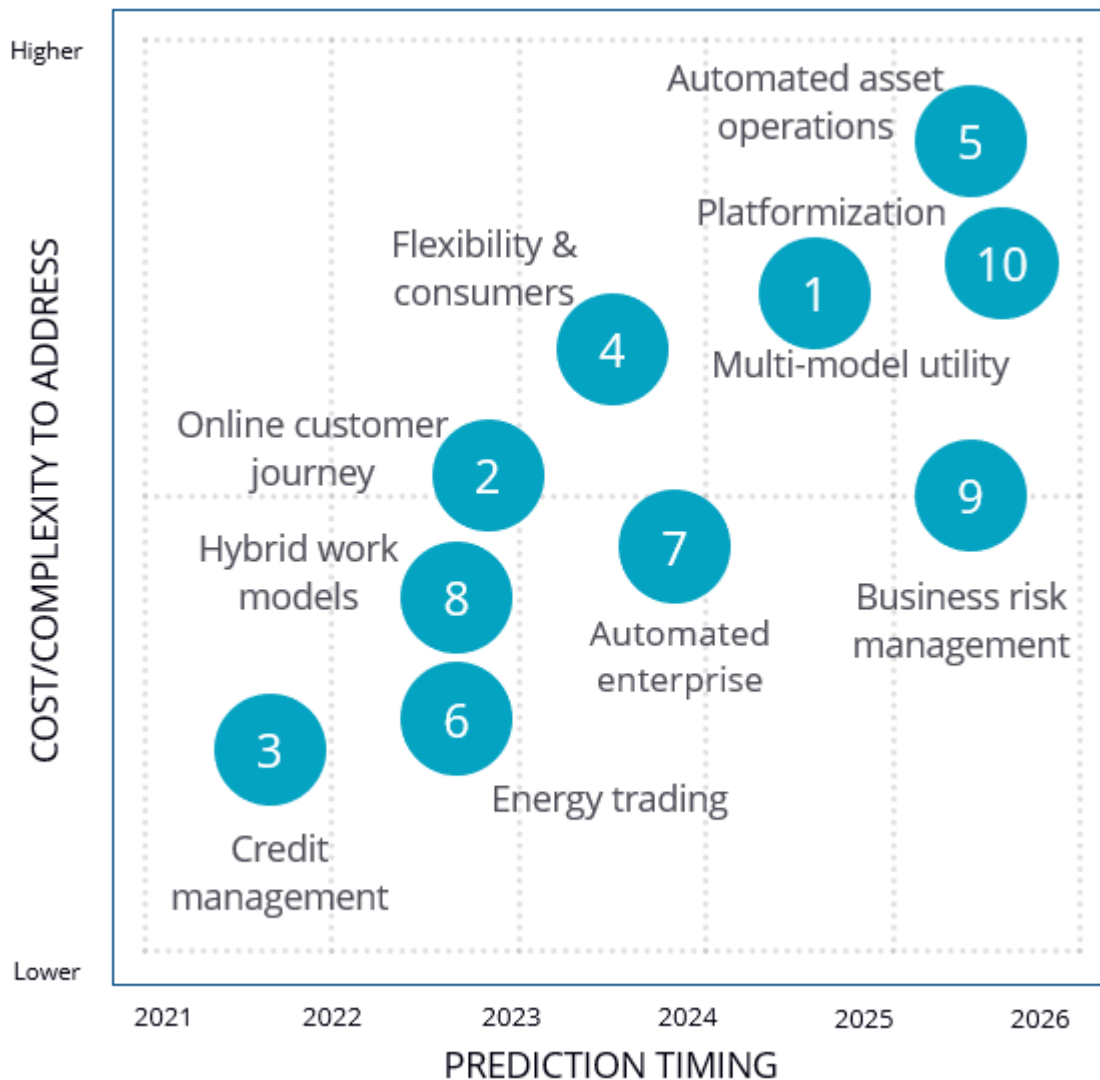 Higher
Automated asset
operations
5
Platformization
10
Flexibility &
consumers
1
4
Multi-model utility
Online customer
journey
2
9
Hybrid work
models
7
8
Business risk
management
Automated
enterprise
6
3
Energy trading
Credit
management
Lower
COST/COMPLEXITY TO ADDRESS
2021 2022 2023 2024 2025 2026
PREDICTION TIMING